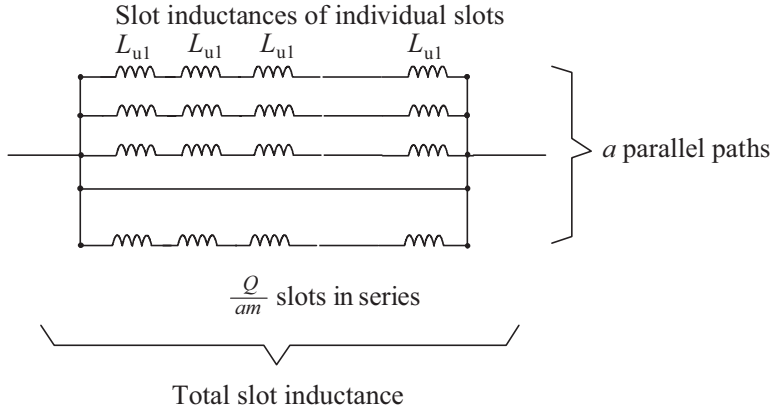 Slot inductances of individual slots
L_u1 L_u1 L_u1 L_u1
a parallel paths
Q/am slots in series
Total slot inductance